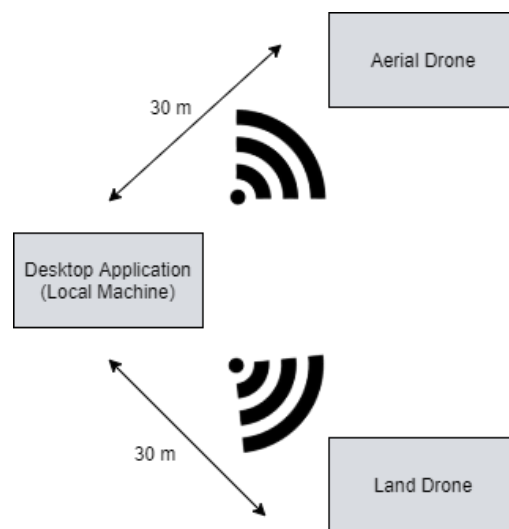 Aerial Drone
30 m
Desktop Application
(Local Machine)
30 m
Land Drone